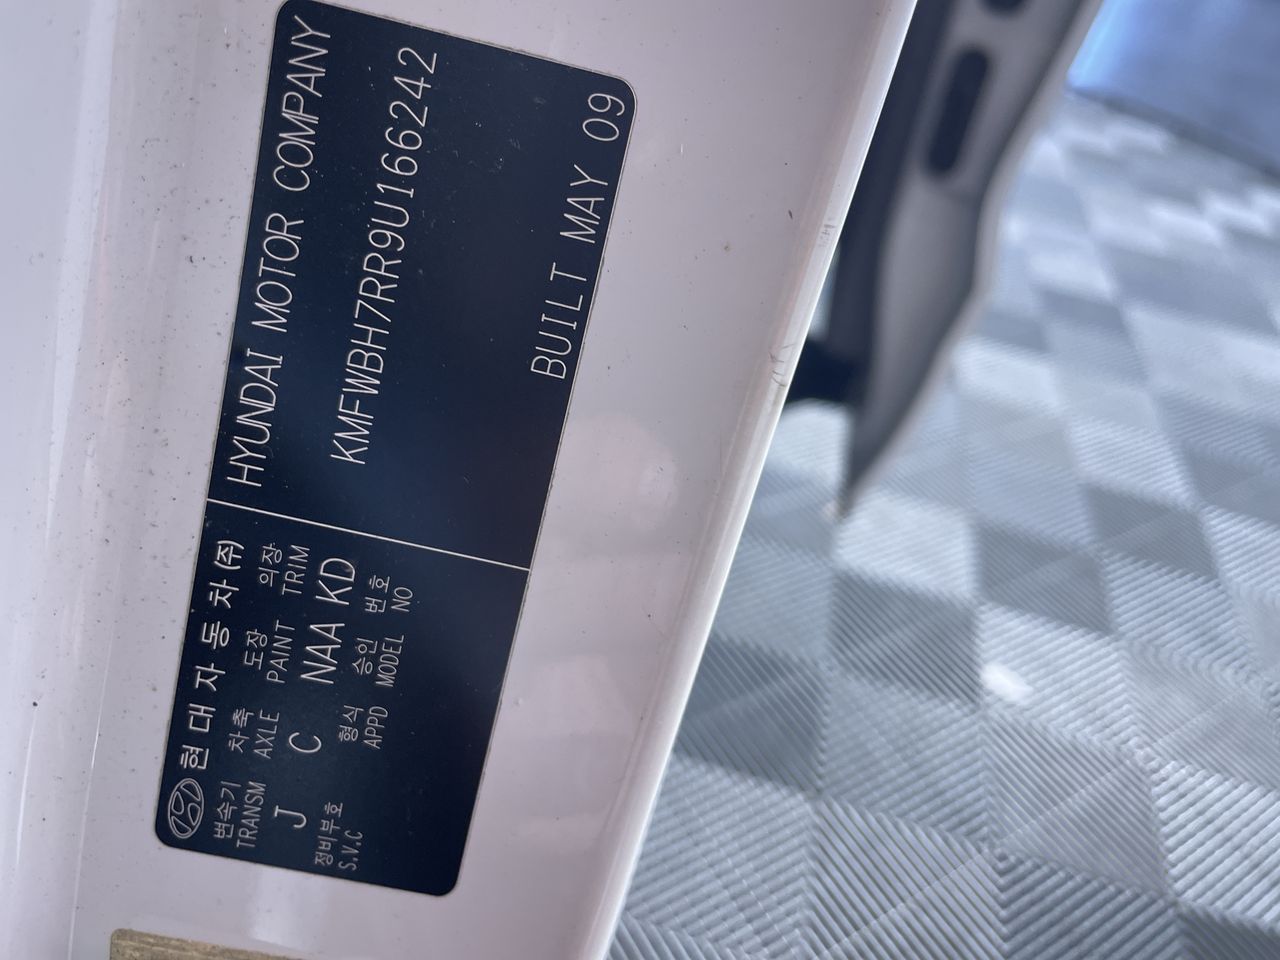 현대자동차(주)
변속기 차축 도장 의장
TRANSM AXLE PAINT TRIM
J C NAA KD
정비부호 형식 승인 번호
S.V.C APPD MODEL NO
HYUNDAI MOTOR COMPANY
KMFWBH7RR9U166242
BUILT MAY 09